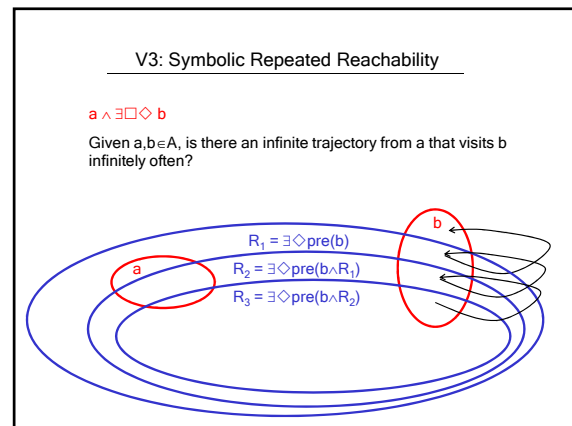 V3: Symbolic Repeated Reachability
a ∧ ∃□◇ b
Given a,b∈A, is there an infinite trajectory from a that visits b
infinitely often?
b
R₁ = ∃◇pre(b)
a
R₂ = ∃◇pre(b∧R₁)
R₃ = ∃◇pre(b∧R₂)